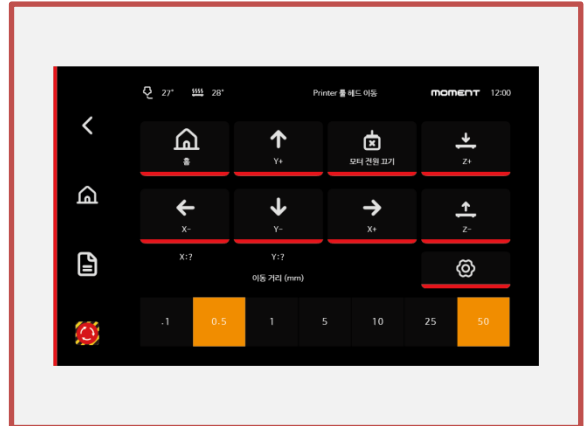 27° 28° Printer 툴 헤드 이동 moment 12:00
홈 Y+ 모터 전원 끄기 Z+
X- Y- X+ Z-
X:? Y:?
이동 거리 (mm)
.1 0.5 1 5 10 25 50